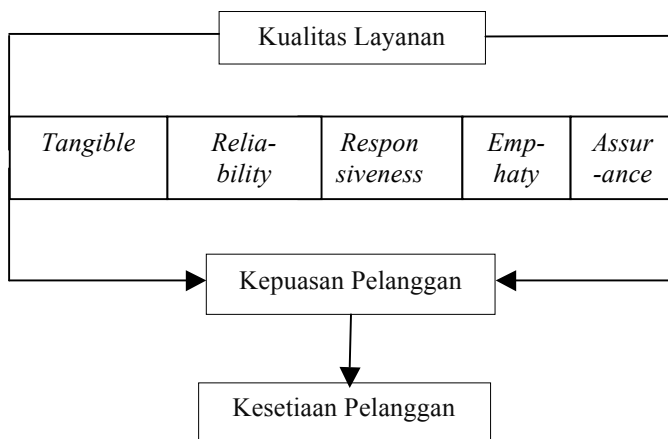 Kualitas Layanan
Tangible
Relia-
bility
Respon
siveness
Emp-
haty
Assur
-ance
Kepuasan Pelanggan
Kesetiaan Pelanggan